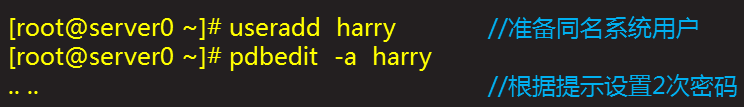 [root@server0 ~]# useradd harry //准备同名系统用户
[root@server0 ~]# pdbedit -a harry
.. .. //根据提示设置2次密码